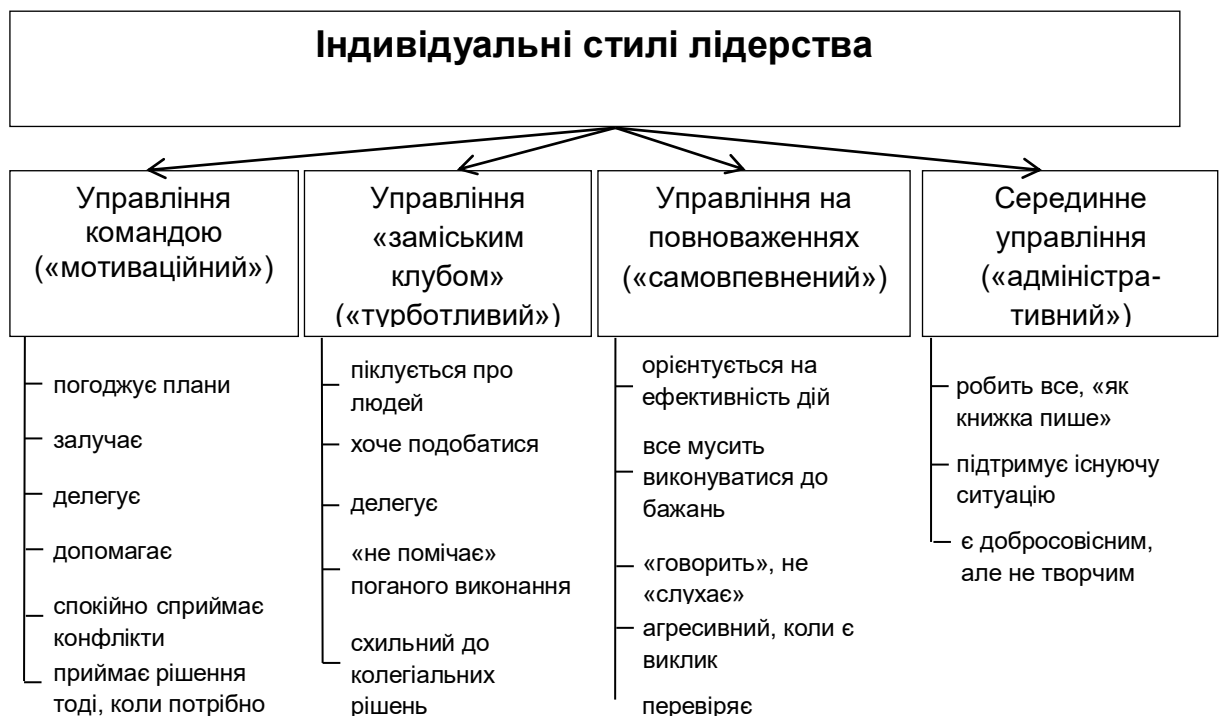 Індивідуальні стилі лідерства
Управління
командою
(«мотиваційний»)
Управління
«заміським
клубом»
(«турботливий»)
Управління на
повноваженнях
(«самовпевнений»)
Серединне
управління
(«адміністра-
тивний»)
погоджує плани
залучає
делегує
допомагає
спокійно сприймає
конфлікти
приймає рішення
тоді, коли потрібно
піклується про
людей
хоче подобатися
делегує
«не помічає»
поганого виконання
схильний до
колегіальних
рішень
орієнтується на
ефективність дій
все мусить
виконуватися до
бажань
«говорить», не
«слухає»
агресивний, коли є
виклик
перевіряє
робить все, «як
книжка пише»
підтримує існуючу
ситуацію
є добросовісним,
але не творчим